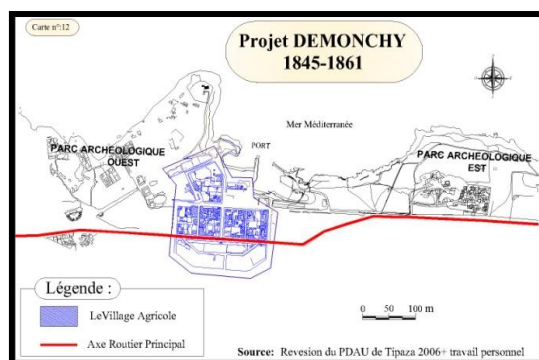 Carte n°:12
Projet DEMONCHY
1845-1861
Mer Méditerranée
PORT
PARC ARCHEOLOGIQUE
OUEST
PARC ARCHEOLOGIQUE
EST
Légende :
LeVillage Agricole
Axe Routier Principal
0 50 100 m
Source: Revesion du PDAU de Tipaza 2006+ travail personnel